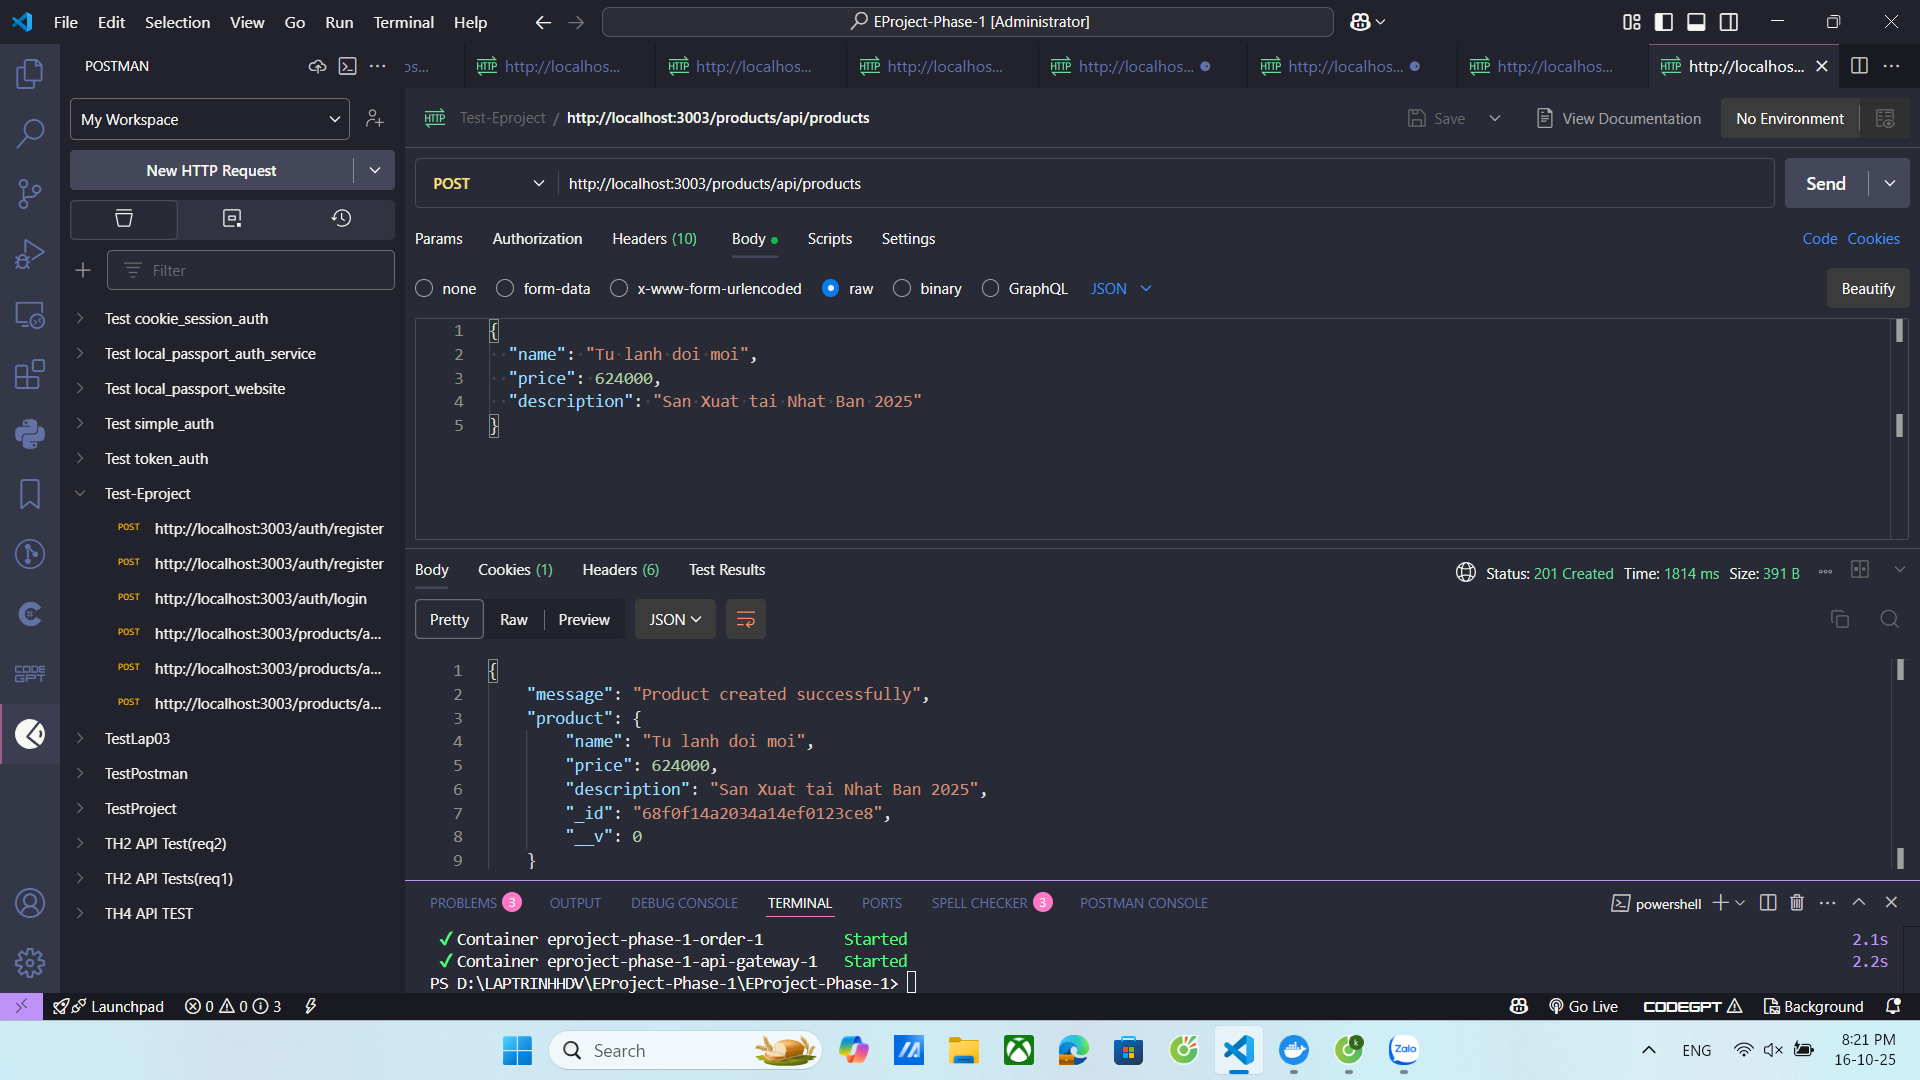 File Edit Selection View Go Run Terminal Help
EProject-Phase-1 [Administrator]
POSTMAN
os...
HTTP http://localhos...
HTTP http://localhos...
HTTP http://localhos...
HTTP http://localhos...
HTTP http://localhos...
HTTP http://localhos...
HTTP http://localhos...
My Workspace
HTTP Test-Eproject / http://localhost:3003/products/api/products
Save
View Documentation
No Environment
New HTTP Request
POST http://localhost:3003/products/api/products
Send
Params Authorization Headers (10) Body Scripts Settings
Code Cookies
Filter
none form-data x-www-form-urlencoded raw binary GraphQL JSON
Beautify
1 {
2 "name": "Tu lanh doi moi",
3 "price": 624000,
4 "description": "San Xuat tai Nhat Ban 2025"
5 }
Test cookie_session_auth
Test local_passport_auth_service
Test local_passport_website
Test simple_auth
Test token_auth
Test-Eproject
POST http://localhost:3003/auth/register
POST http://localhost:3003/auth/register
POST http://localhost:3003/auth/login
POST http://localhost:3003/products/a...
POST http://localhost:3003/products/a...
POST http://localhost:3003/products/a...
TestLap03
TestPostman
TestProject
TH2 API Test(req2)
TH2 API Tests(req1)
TH4 API TEST
CODE
GPT
Body Cookies (1) Headers (6) Test Results
Status: 201 Created Time: 1814 ms Size: 391 B
Pretty Raw Preview JSON
1 {
2 "message": "Product created successfully",
3 "product": {
4 "name": "Tu lanh doi moi",
5 "price": 624000,
6 "description": "San Xuat tai Nhat Ban 2025",
7 "_id": "68f0f14a2034a14ef0123ce8",
8 "__v": 0
9 }
PROBLEMS 3 OUTPUT DEBUG CONSOLE TERMINAL PORTS SPELL CHECKER 3 POSTMAN CONSOLE
powershell
✓Container eproject-phase-1-order-1 Started 2.1s
✓Container eproject-phase-1-api-gateway-1 Started 2.2s
PS D:\LAPTRINHHDV\EProject-Phase-1\EProject-Phase-1>
Launchpad 0 0 3
Go Live
CODEGPT
Background
Search
k
Zalo
ENG
8:21 PM
16-10-25